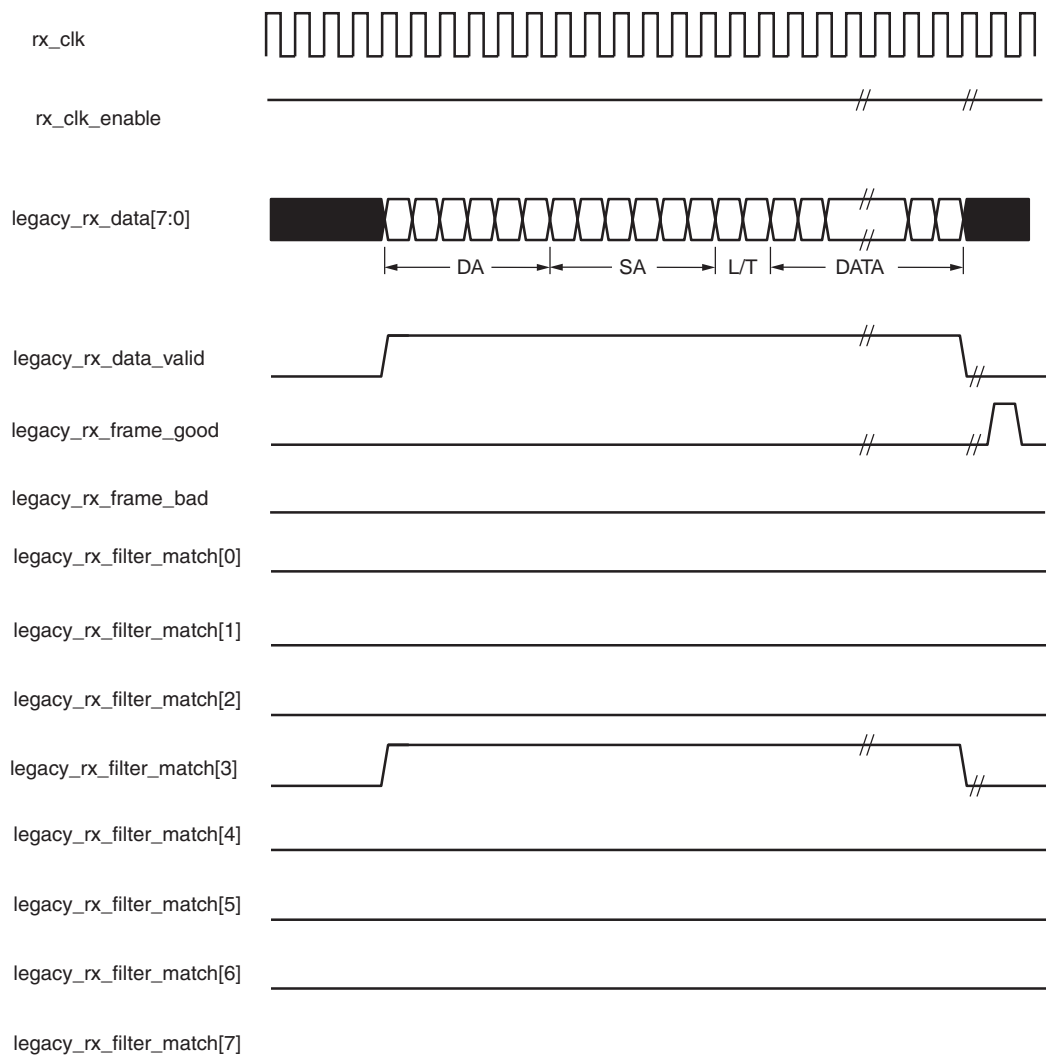 rx_clk
rx_clk_enable
legacy_rx_data[7:0]
DA SA L/T DATA
legacy_rx_data_valid
legacy_rx_frame_good
legacy_rx_frame_bad
legacy_rx_filter_match[0]
legacy_rx_filter_match[1]
legacy_rx_filter_match[2]
legacy_rx_filter_match[3]
legacy_rx_filter_match[4]
legacy_rx_filter_match[5]
legacy_rx_filter_match[6]
legacy_rx_filter_match[7]